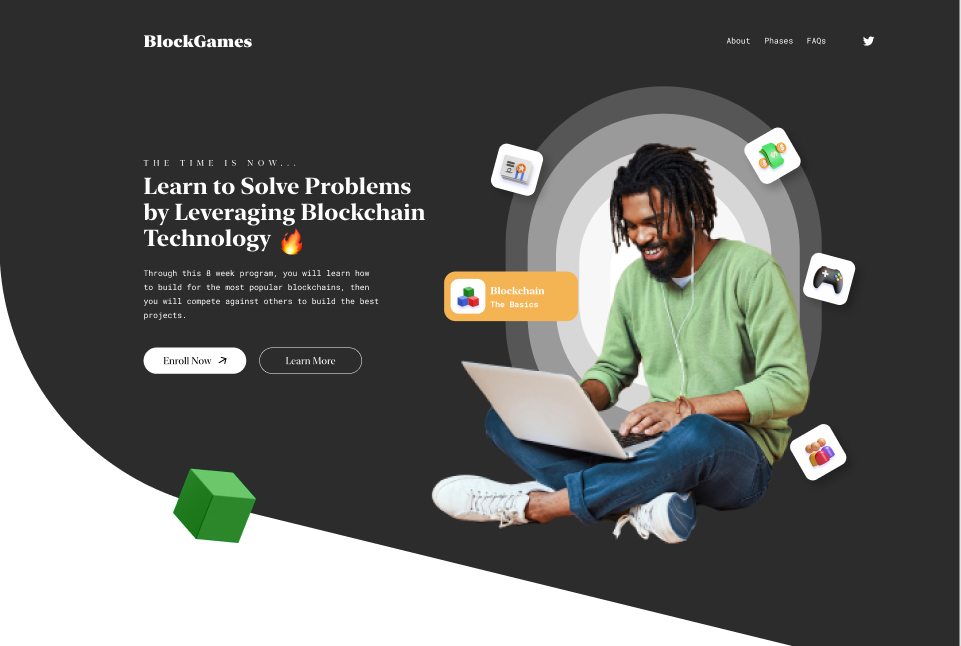 BlockGames
About Phases FAQs
THE TIME IS NOW...
Learn to Solve Problems
by Leveraging Blockchain
Technology 🔥
Through this 8 week program, you will learn how
to build for the most popular blockchains, then
you will compete against others to build the best
projects.
Enroll Now
Learn More
Blockchain
The Basics